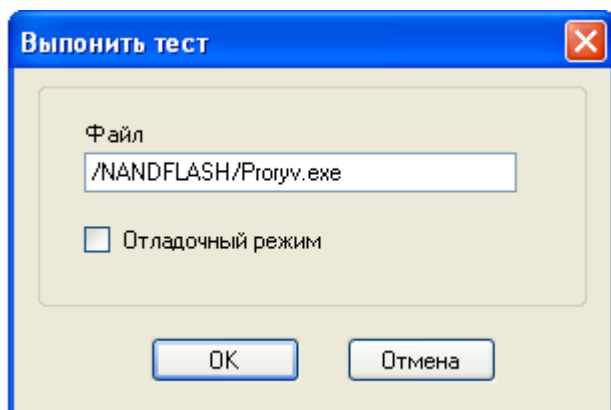 Выпонить тест
Файл
/NANDFLASH/Proryv.exe
Отладочный режим
OK
Отмена